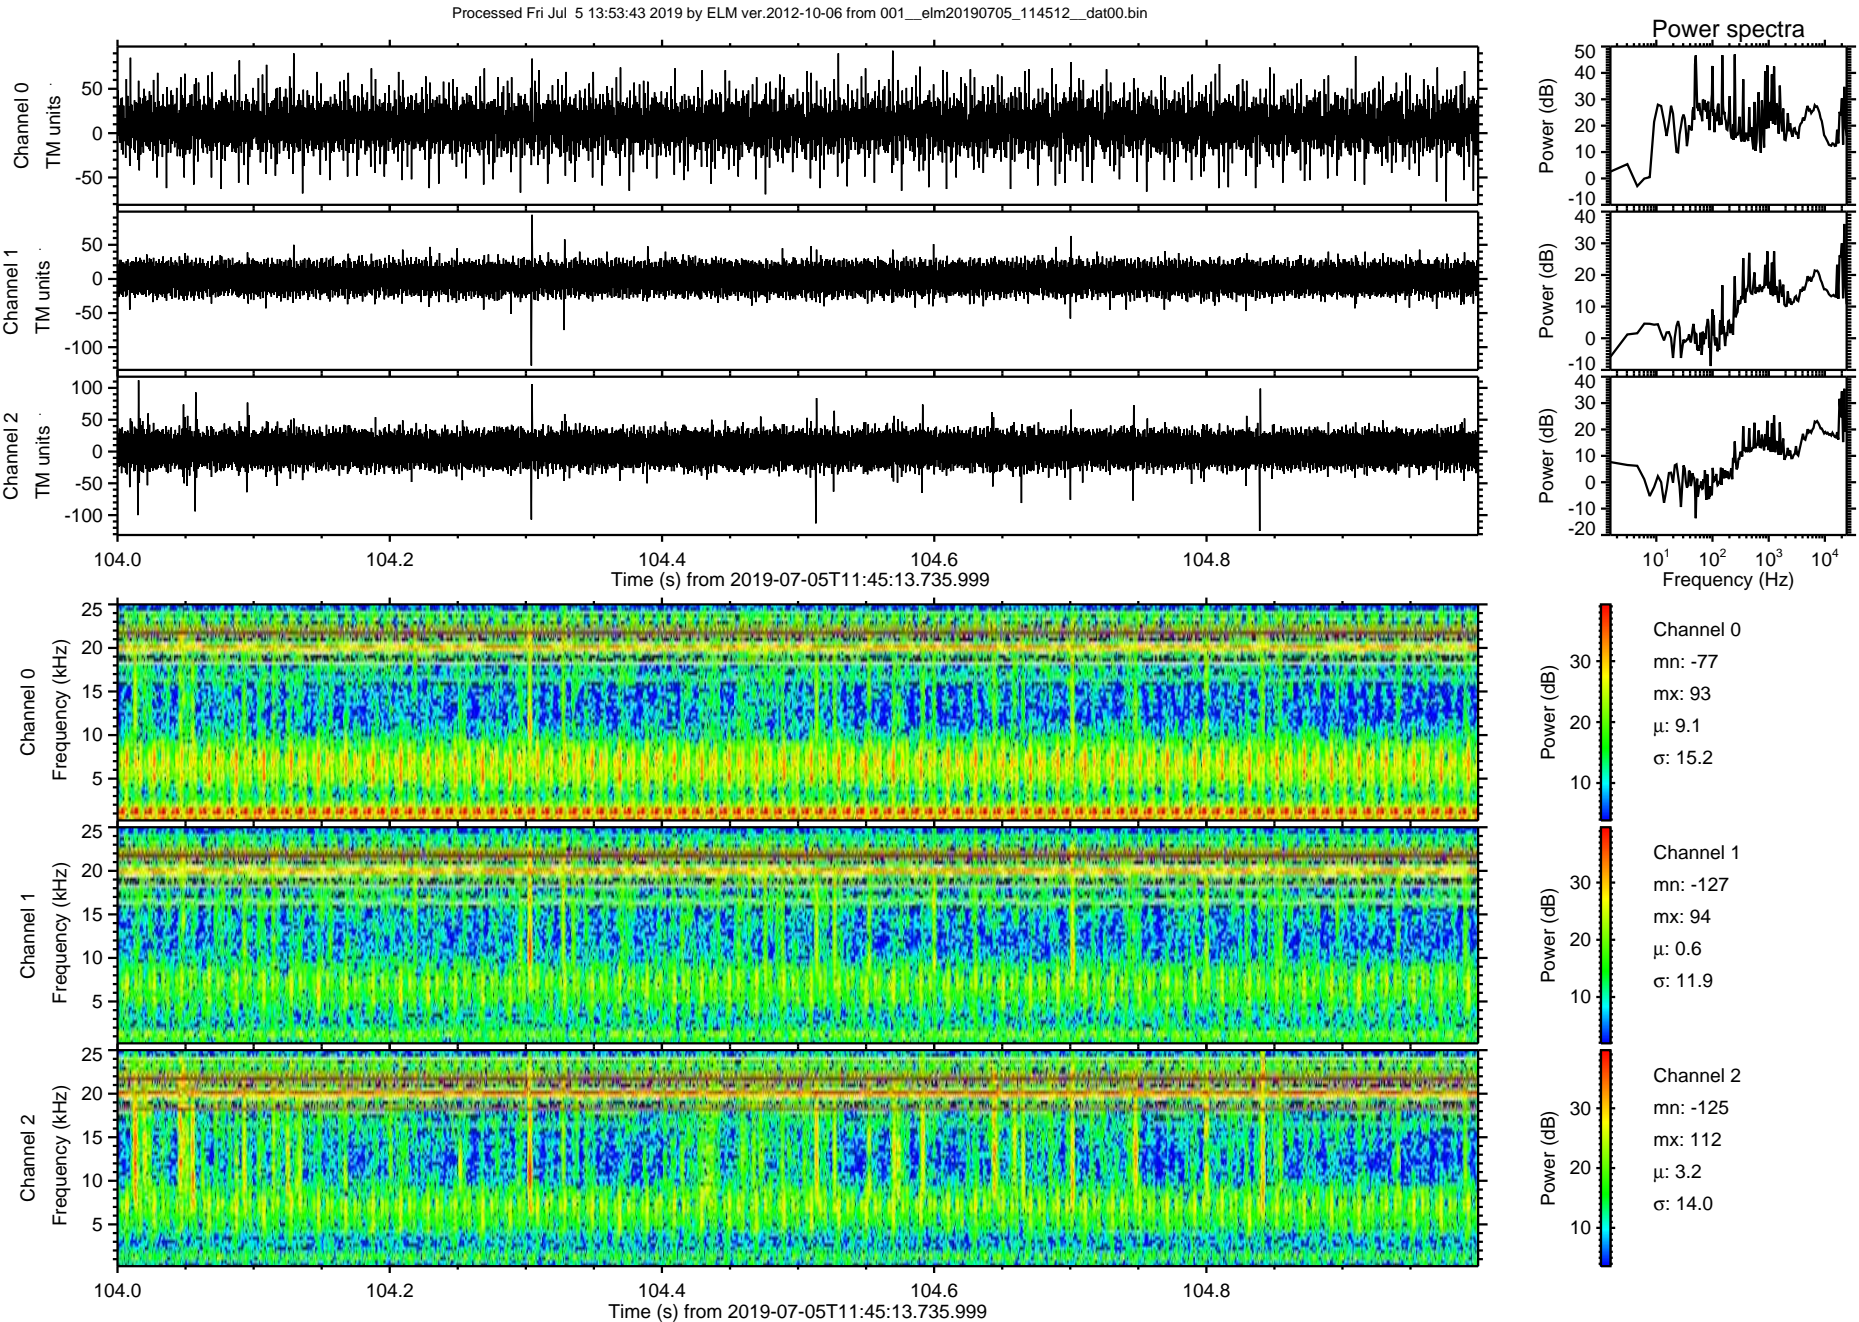 Processed Fri Jul  5 13:53:43 2019 by ELM ver.2012-10-06 from 001__elm20190705_114512__dat00.bin
Power spectra
Channel 0
TM units
50
0
-50
Power (dB)
50
40
30
20
10
0
-10
Channel 1
TM units
50
0
-50
-100
Power (dB)
40
30
20
10
0
-10
Channel 2
TM units
100
50
0
-50
-100
Power (dB)
40
30
20
10
0
-10
-20
104.0 104.2 104.4 104.6 104.8
Time (s) from 2019-07-05T11:45:13.735.999
10¹ 10² 10³ 10⁴
Frequency (Hz)
Channel 0
Frequency (kHz)
25
20
15
10
5
Power (dB)
30
20
10
Channel 0
mn: -77
mx: 93
μ: 9.1
σ: 15.2
Channel 1
Frequency (kHz)
25
20
15
10
5
Power (dB)
30
20
10
Channel 1
mn: -127
mx: 94
μ: 0.6
σ: 11.9
Channel 2
Frequency (kHz)
25
20
15
10
5
Power (dB)
30
20
10
Channel 2
mn: -125
mx: 112
μ: 3.2
σ: 14.0
104.0 104.2 104.4 104.6 104.8
Time (s) from 2019-07-05T11:45:13.735.999